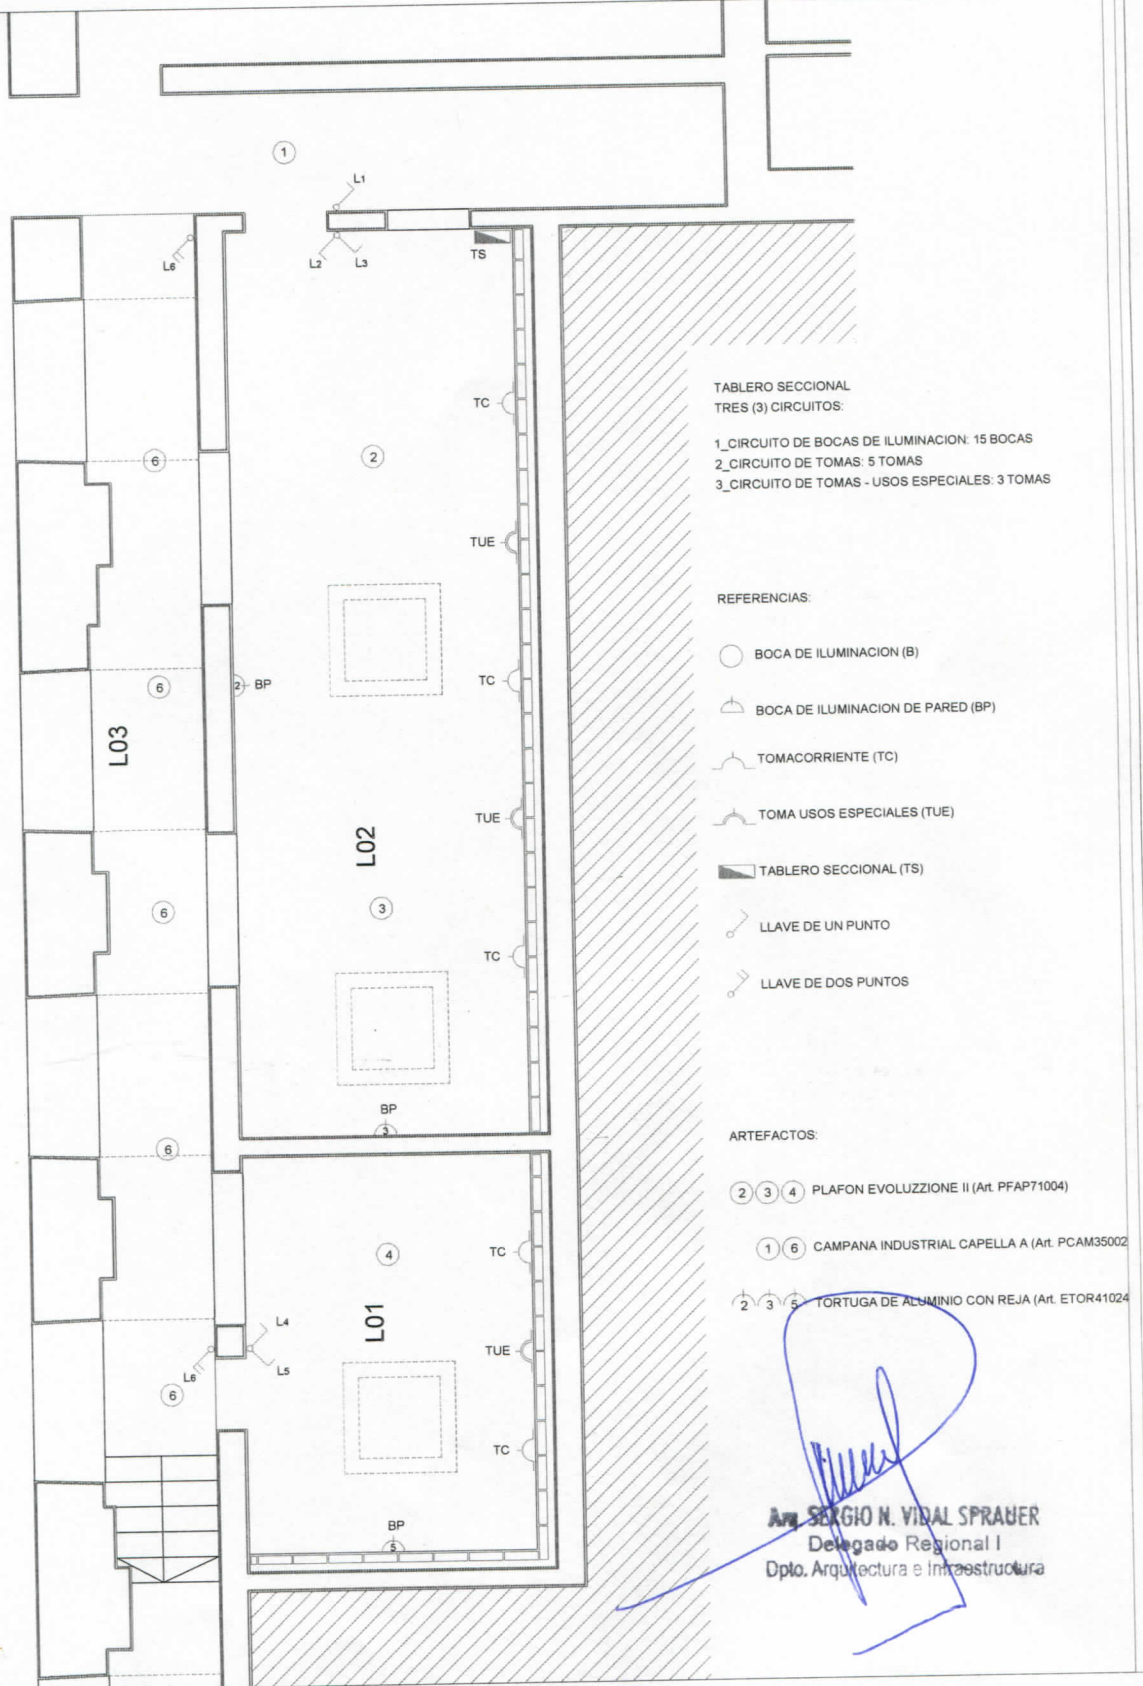 1
L1
L6
L2
L3
TS
TC
2
6
TUE
6
2
BP
TC
L03
TUE
L02
3
6
TC
BP
3
6
4
TC
L01
L4
L5
L6
6
TUE
TC
BP
5
TABLERO SECCIONAL
TRES (3) CIRCUITOS:
1_CIRCUITO DE BOCAS DE ILUMINACION: 15 BOCAS
2_CIRCUITO DE TOMAS: 5 TOMAS
3_CIRCUITO DE TOMAS - USOS ESPECIALES: 3 TOMAS
REFERENCIAS:
BOCA DE ILUMINACION (B)
BOCA DE ILUMINACION DE PARED (BP)
TOMACORRIENTE (TC)
TOMA USOS ESPECIALES (TUE)
TABLERO SECCIONAL (TS)
LLAVE DE UN PUNTO
LLAVE DE DOS PUNTOS
ARTEFACTOS:
2 3 4 PLAFON EVOLUZZIONE II (Art. PFAP71004)
1 6 CAMPANA INDUSTRIAL CAPELLA A (Art. PCAM35002
2 3 5 TORTUGA DE ALUMINIO CON REJA (Art. ETOR41024
Arq. SERGIO N. VIDAL SPRAUER
Delegado Regional I
Dpto. Arquitectura e Infraestructura